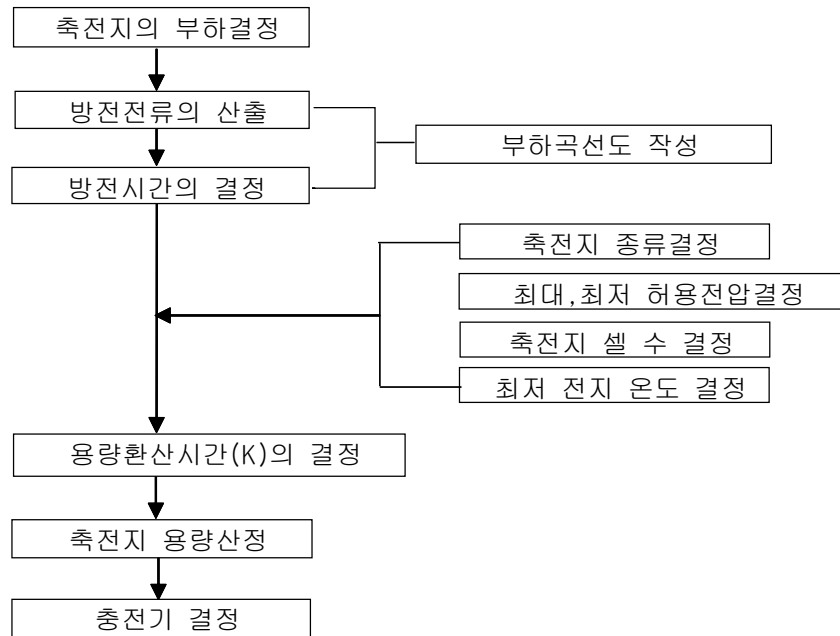 축전지의 부하결정
방전전류의 산출
부하곡선도 작성
방전시간의 결정
축전지 종류결정
최대,최저 허용전압결정
축전지 셀 수 결정
최저 전지 온도 결정
용량환산시간(K)의 결정
축전지 용량산정
충전기 결정